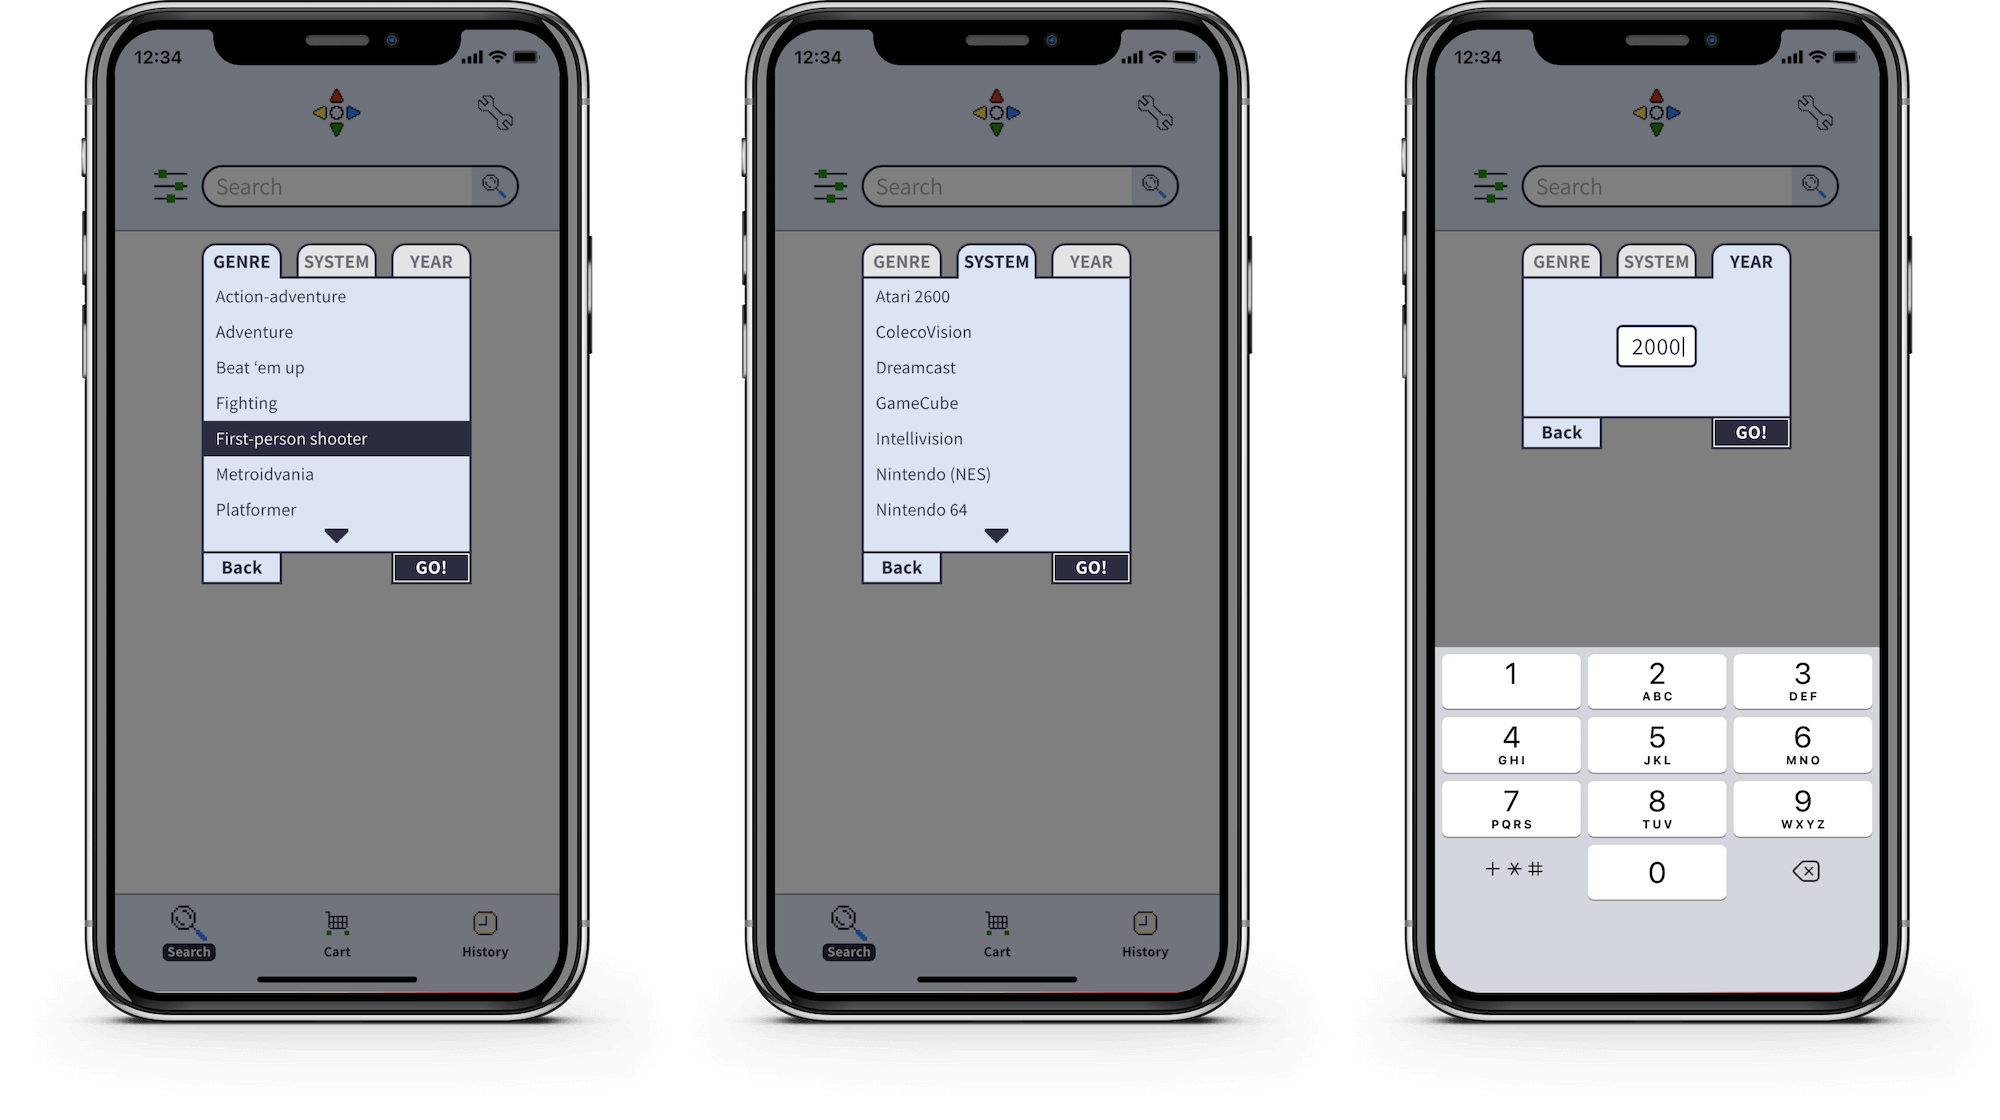 12:34
Search
GENRE SYSTEM YEAR
Action-adventure
Adventure
Beat ‘em up
Fighting
First-person shooter
Metroidvania
Platformer
Back GO!
Search Cart History
12:34
Search
GENRE SYSTEM YEAR
Atari 2600
ColecoVision
Dreamcast
GameCube
Intellivision
Nintendo (NES)
Nintendo 64
Back GO!
Search Cart History
12:34
Search
GENRE SYSTEM YEAR
2000
Back GO!
1 2 3
ABC DEF
4 5 6
GHI JKL MNO
7 8 9
PQRS TUV WXYZ
+ * # 0